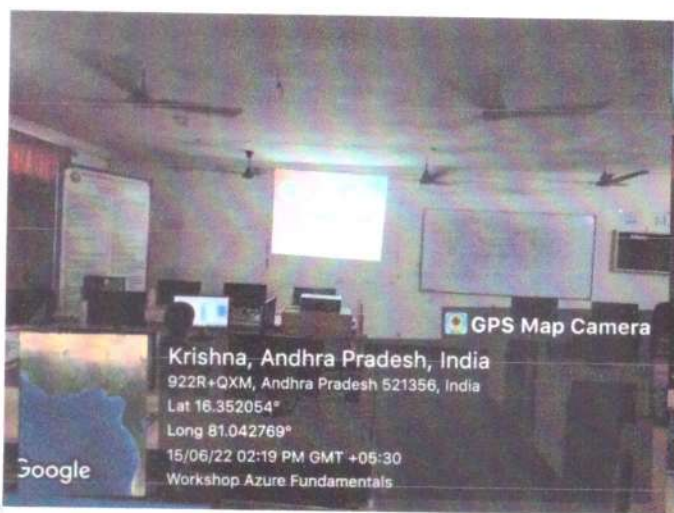 GPS Map Camera
Krishna, Andhra Pradesh, India
922R+QXM, Andhra Pradesh 521356, India
Lat 16.352054°
Long 81.042769°
15/06/22 02:19 PM GMT +05:30
Workshop Azure Fundamentals
Google